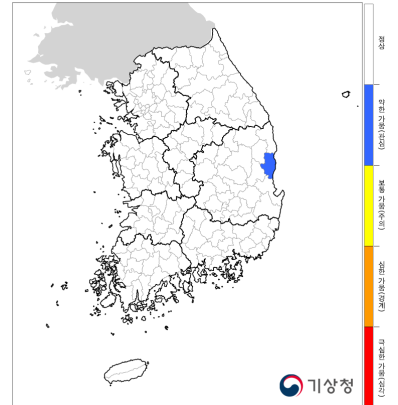 정상
약한 가뭄(관심)
보통 가뭄(주의)
심한 가뭄(경계)
극심한 가뭄(심각)
기상청